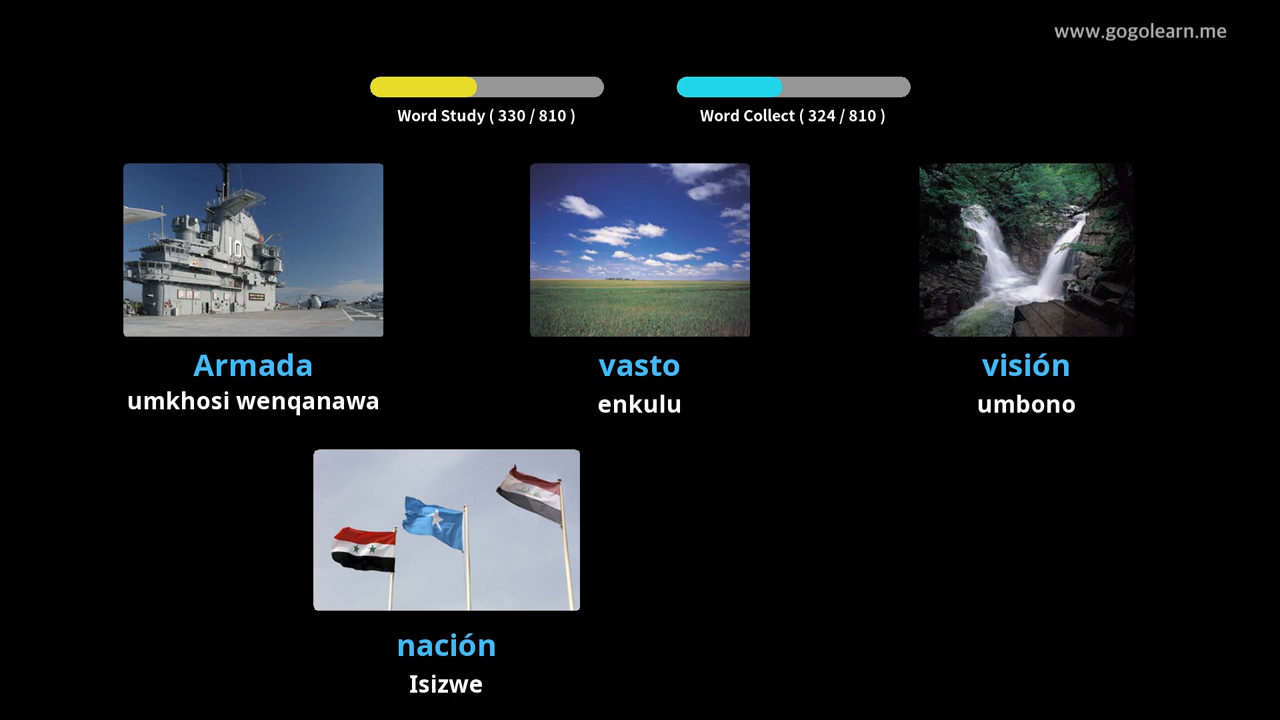 www.gogolearn.me
Word Study ( 330 / 810 )
Word Collect ( 324 / 810 )
Armada
umkhosi wenqanawa
vasto
enkulu
visión
umbono
nación
Isizwe